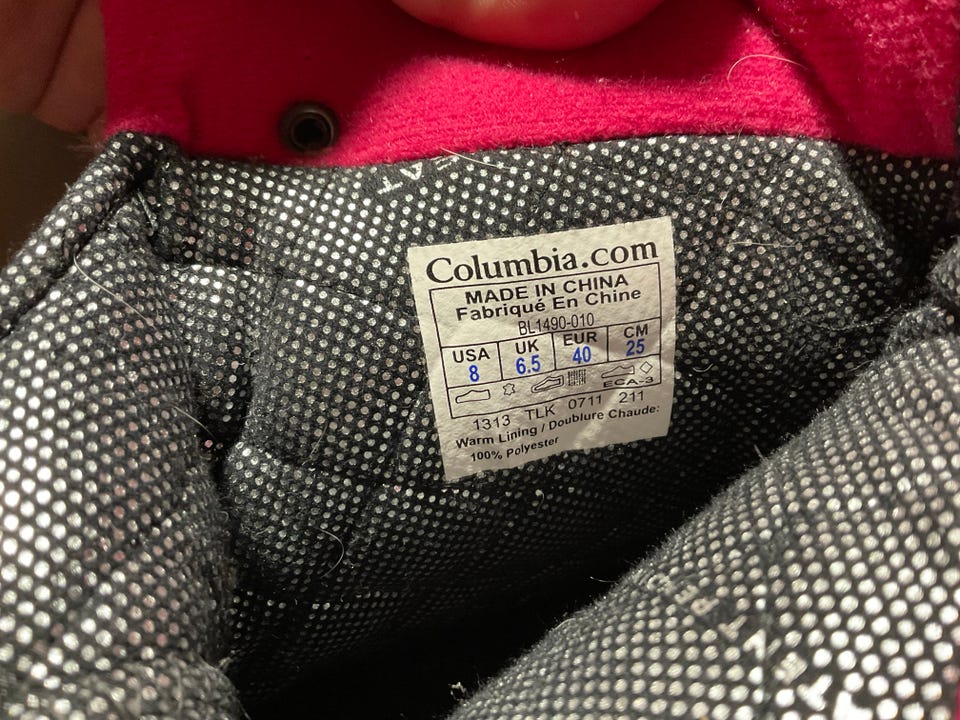 Columbia.com
MADE IN CHINA
Fabriqué En Chine
BL1490-010
USA UK EUR CM
8 6.5 40 25
ECA-3
1313 TLK 0711 211
Warm Lining / Doublure Chaude:
100% Polyester